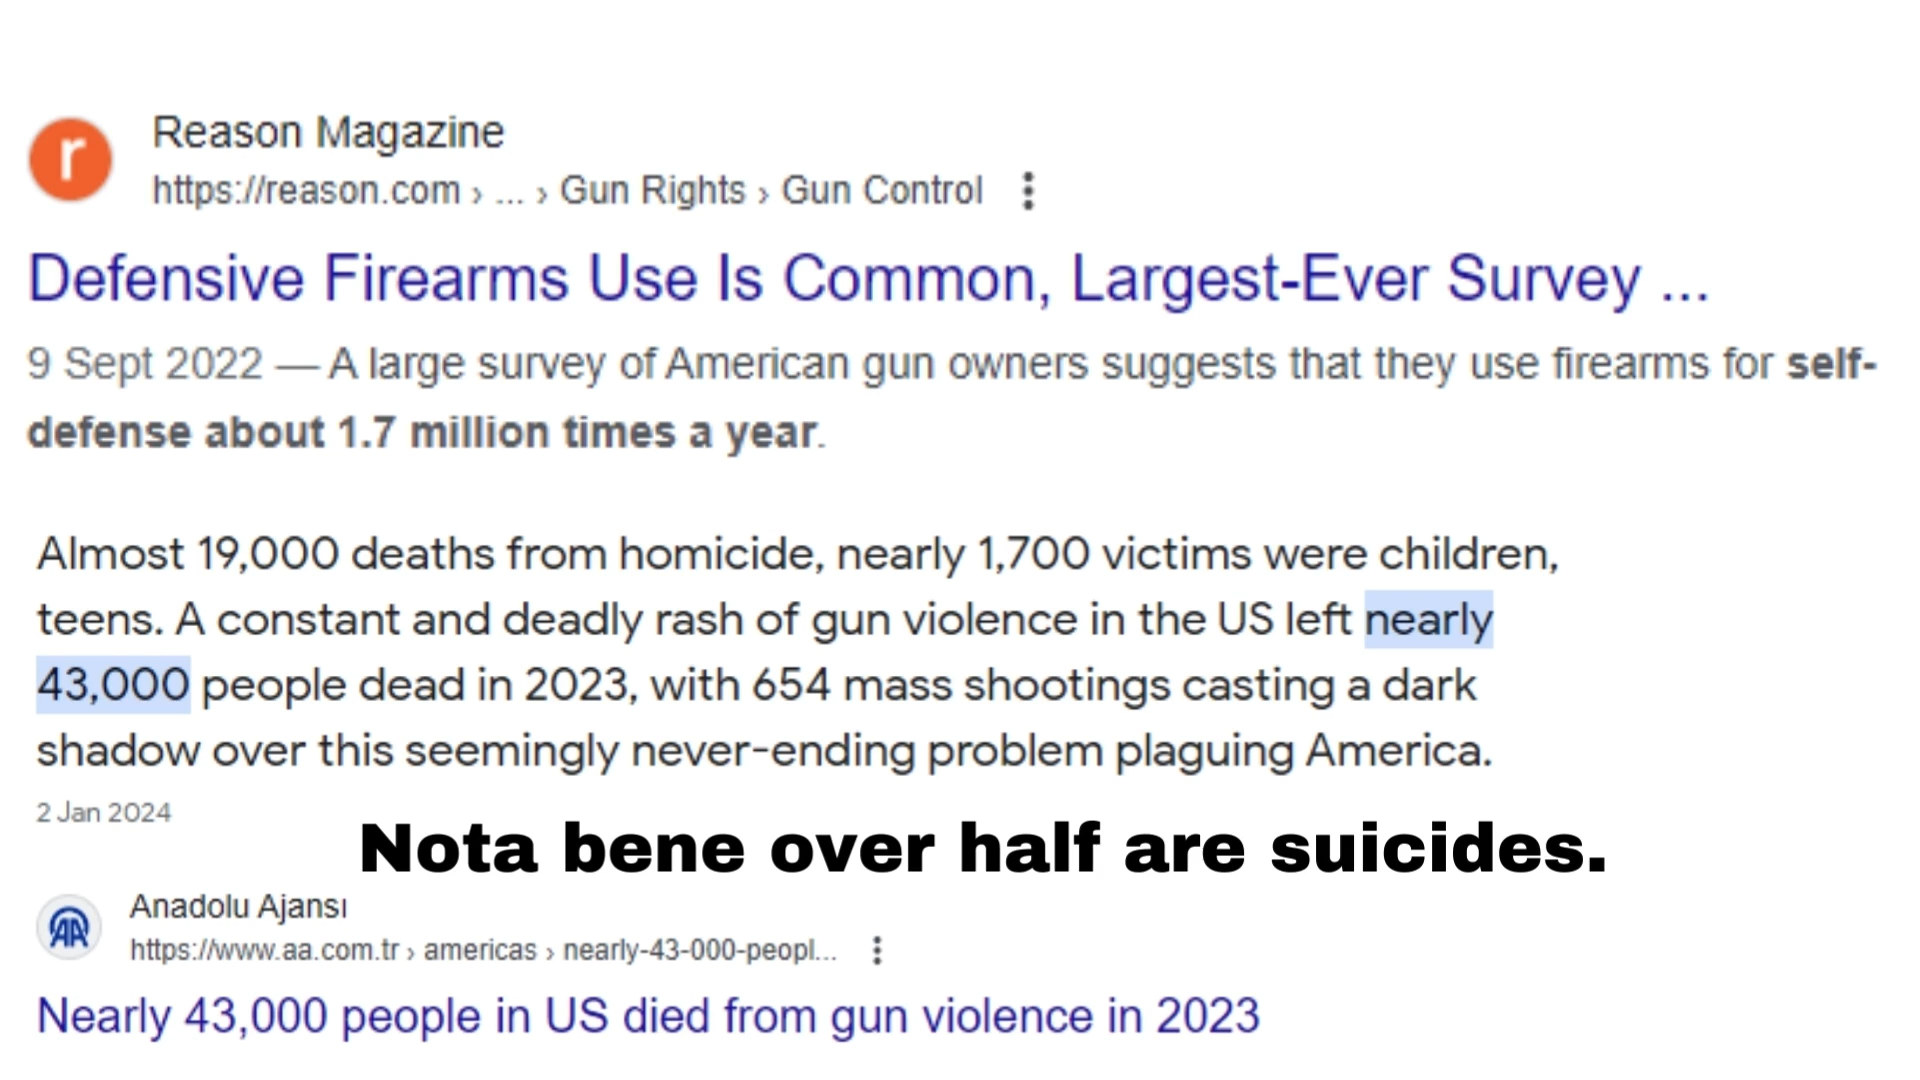 Reason Magazine
https://reason.com › ... › Gun Rights › Gun Control
Defensive Firearms Use Is Common, Largest-Ever Survey ...
9 Sept 2022 — A large survey of American gun owners suggests that they use firearms for self-
defense about 1.7 million times a year.
Almost 19,000 deaths from homicide, nearly 1,700 victims were children,
teens. A constant and deadly rash of gun violence in the US left nearly
43,000 people dead in 2023, with 654 mass shootings casting a dark
shadow over this seemingly never-ending problem plaguing America.
2 Jan 2024
Nota bene over half are suicides.
Anadolu Ajansı
https://www.aa.com.tr › americas › nearly-43-000-peopl...
Nearly 43,000 people in US died from gun violence in 2023